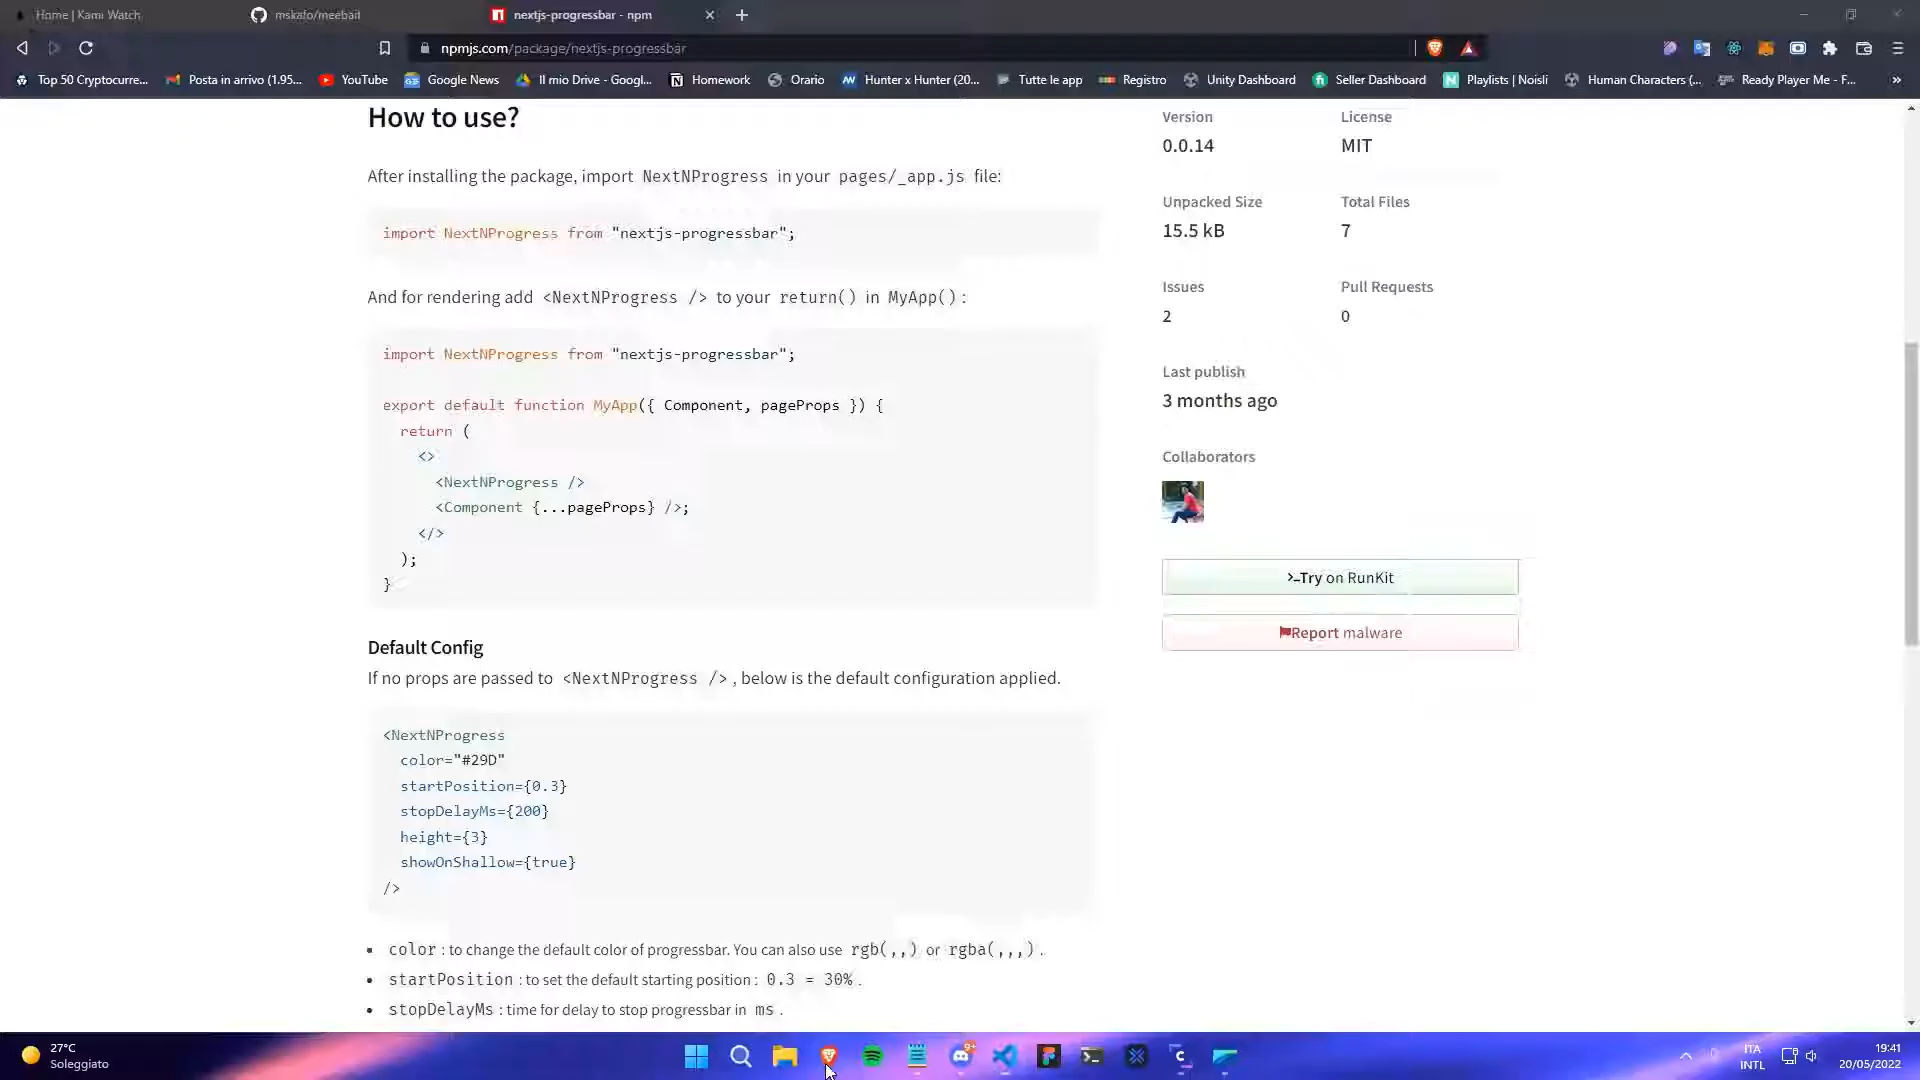 Home | Kami Watch
mskafo/meebait
nextjs-progressbar - npm
npmjs.com/package/nextjs-progressbar
Top 50 Cryptocurre...
Posta in arrivo (1.95...
YouTube
Google News
Il mio Drive - Googl...
Homework
Orario
Hunter x Hunter (20...
Tutte le app
Registro
Unity Dashboard
Seller Dashboard
Playlists | Noisli
Human Characters (...
Ready Player Me - F...
How to use?
After installing the package, import NextNProgress in your pages/_app.js file:
import NextNProgress from "nextjs-progressbar";
And for rendering add <NextNProgress /> to your return() in MyApp():
import NextNProgress from "nextjs-progressbar";
export default function MyApp({ Component, pageProps }) {
return (
<>
<NextNProgress />
<Component {...pageProps} />;
</>
);
}
Default Config
If no props are passed to <NextNProgress />, below is the default configuration applied.
<NextNProgress
color="#29D"
startPosition={0.3}
stopDelayMs={200}
height={3}
showOnShallow={true}
/>
color : to change the default color of progressbar. You can also use rgb(,,) or rgba(,,,).
startPosition : to set the default starting position : 0.3 = 30%.
stopDelayMs : time for delay to stop progressbar in ms .
Version
License
0.0.14
MIT
Unpacked Size
Total Files
15.5 kB
7
Issues
Pull Requests
2
0
Last publish
3 months ago
Collaborators
Try on RunKit
Report malware
27°C
Soleggiato
9+
ITA
INTL
19:41
20/05/2022